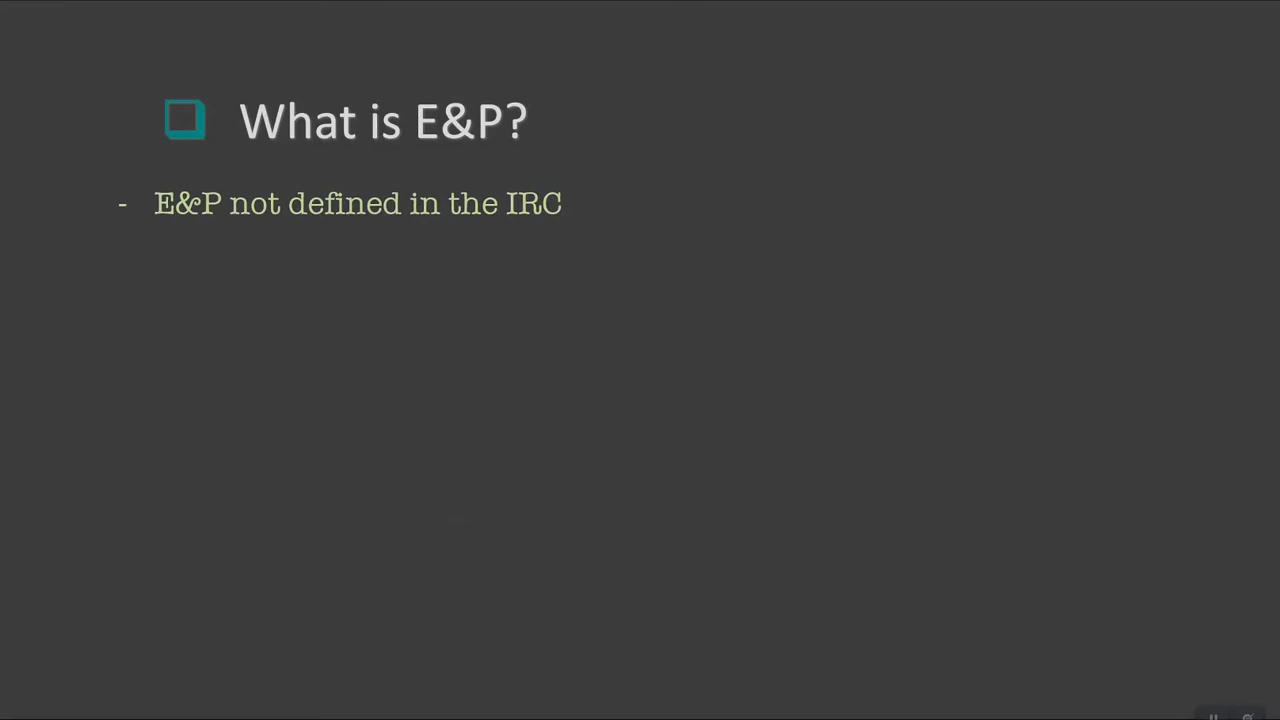 What is E&P?
- E&P not defined in the IRC